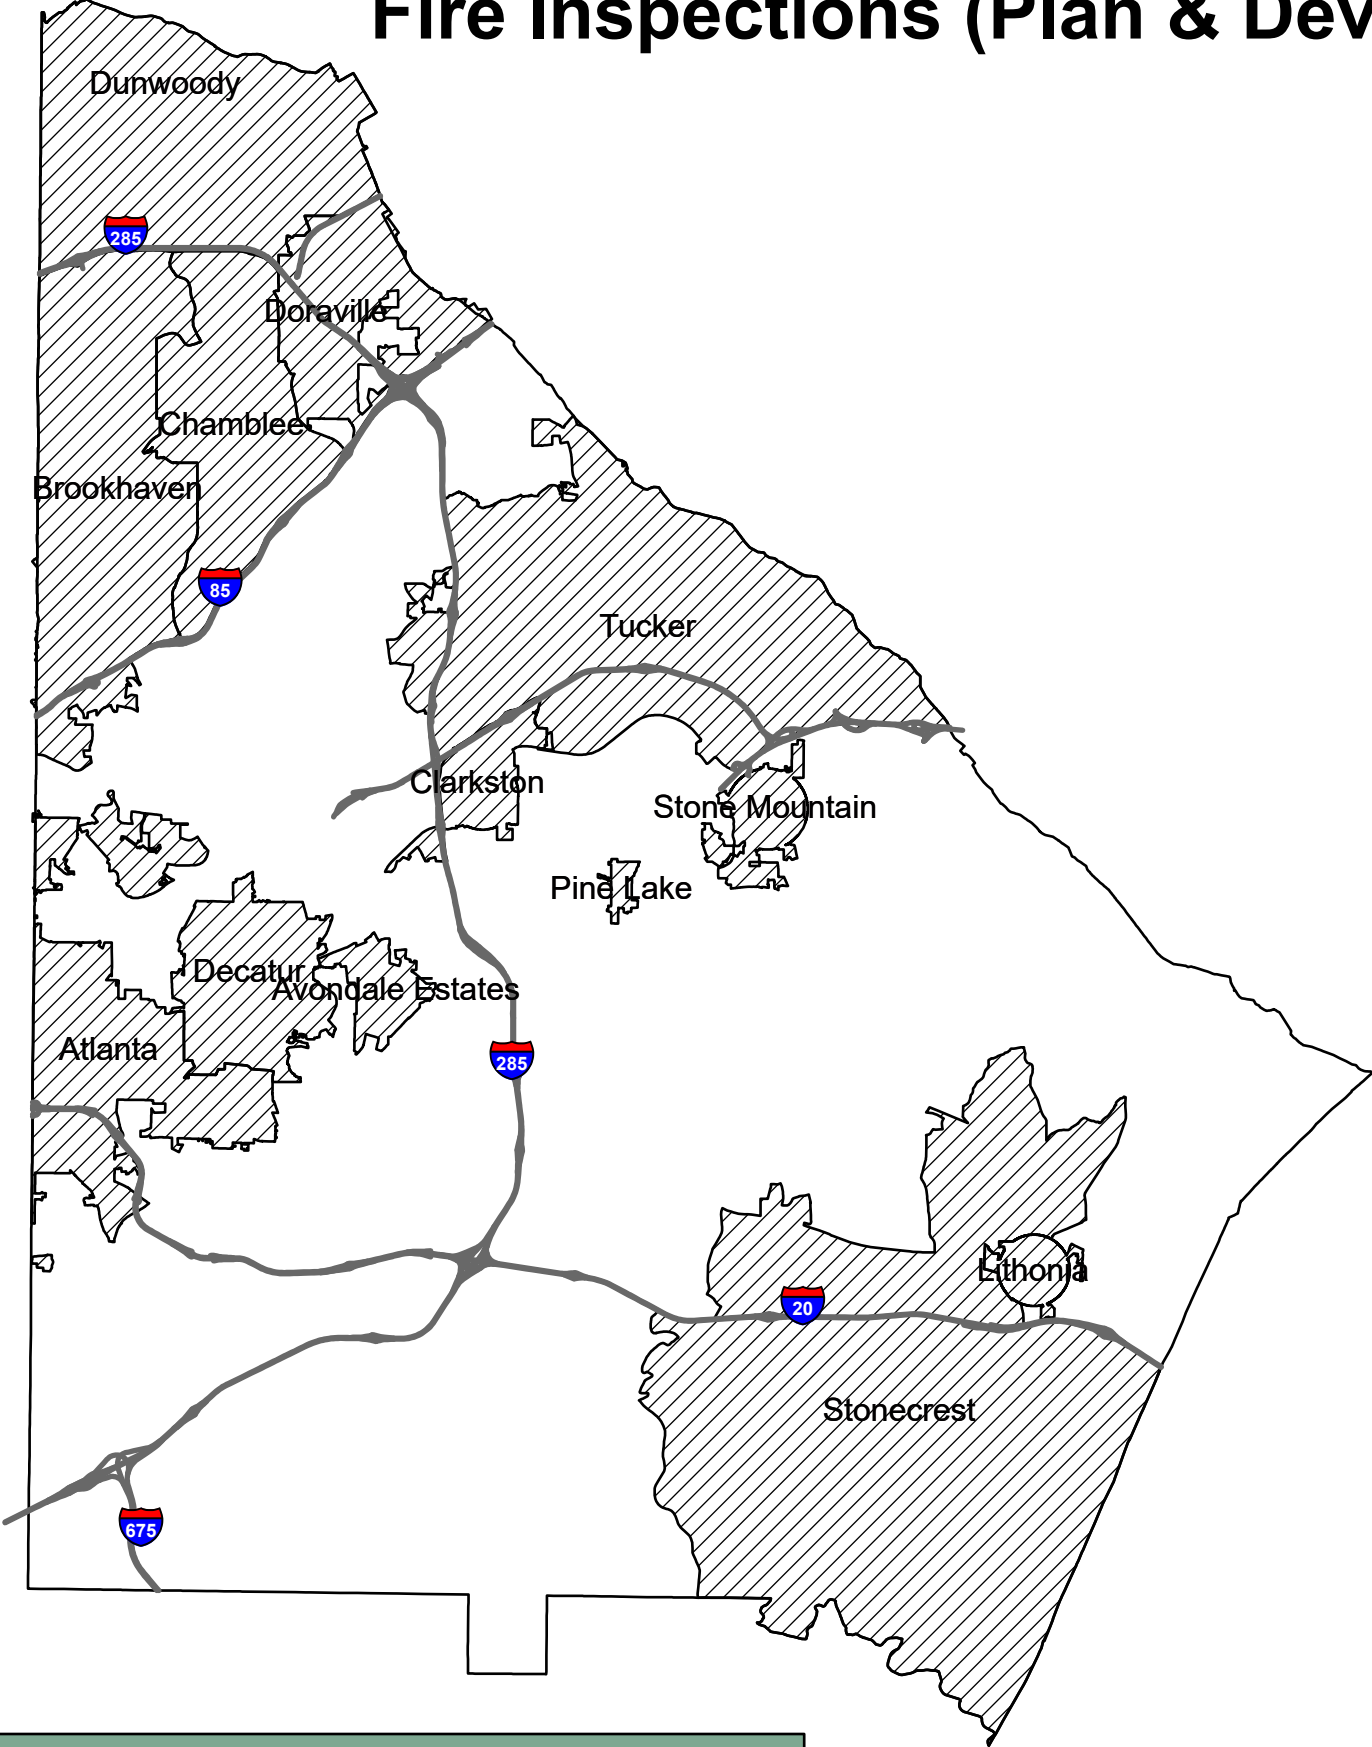 Fire Inspections (Plan & Dev
Dunwoody
285
Doraville
Chamblee
Brookhaven
85
Tucker
Clarkston
Stone Mountain
Pine Lake
Decatur
Avondale Estates
Atlanta
285
Lithonia
20
Stonecrest
675